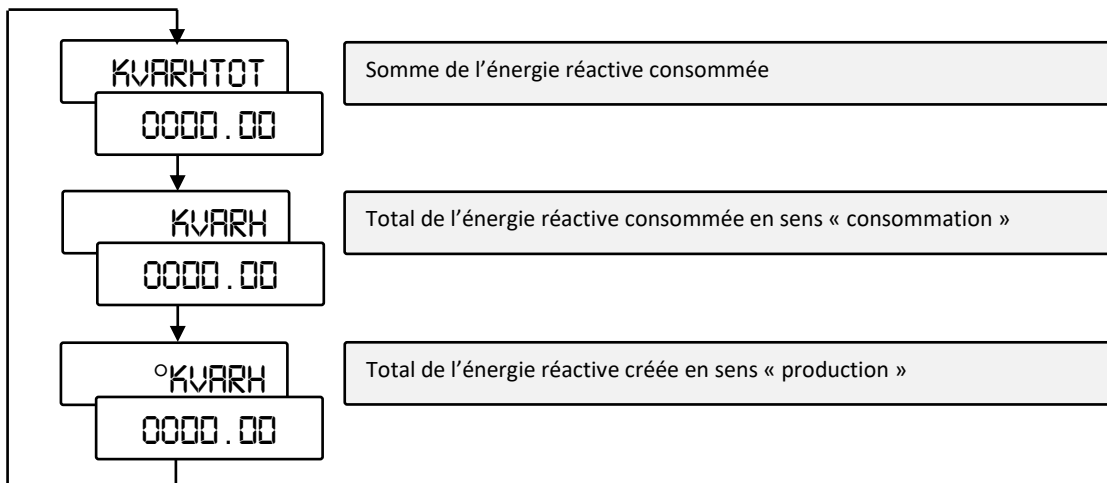 KVARHTOT
Somme de l’énergie réactive consommée
0000.00
KVARH
Total de l’énergie réactive consommée en sens « consommation »
0000.00
°KVARH
Total de l’énergie réactive créée en sens « production »
0000.00